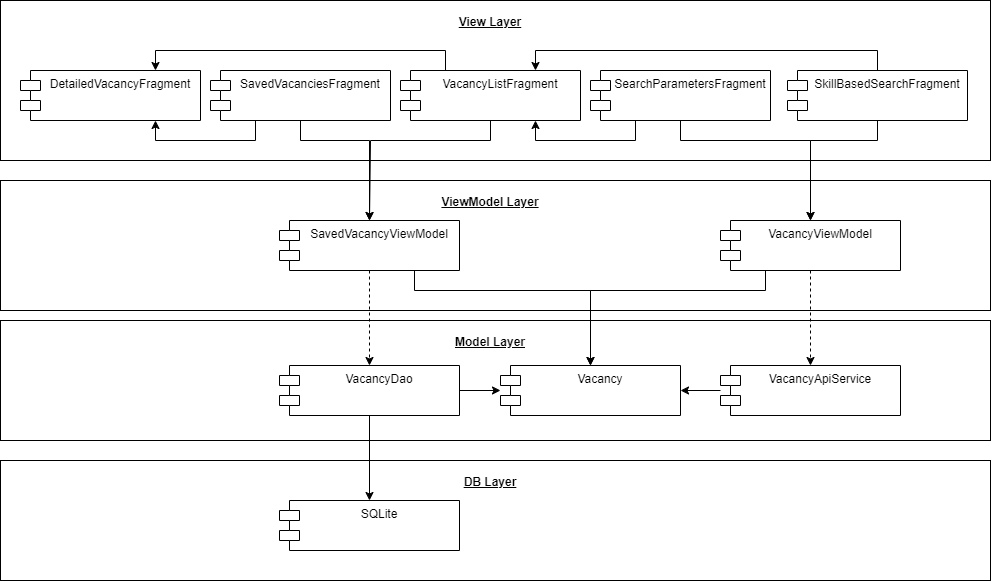 View Layer
DetailedVacancyFragment
SavedVacanciesFragment
VacancyListFragment
SearchParametersFragment
SkillBasedSearchFragment
ViewModel Layer
SavedVacancyViewModel
VacancyViewModel
Model Layer
VacancyDao
Vacancy
VacancyApiService
DB Layer
SQLite